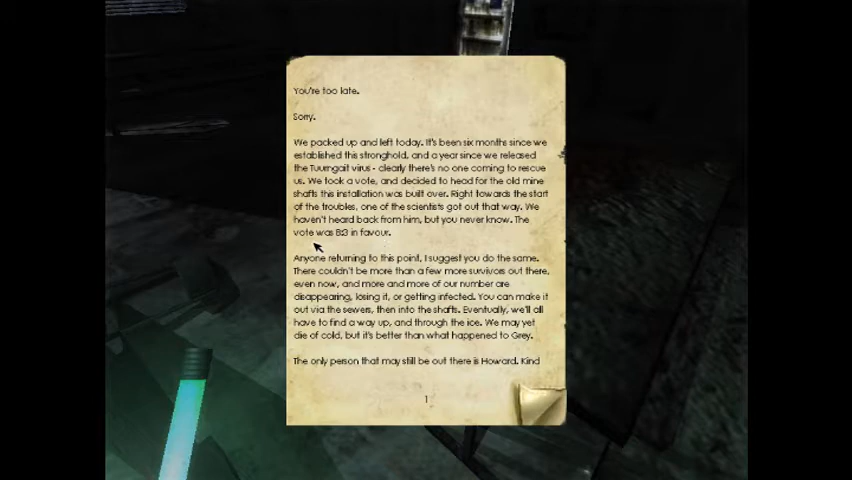 You're too late.
Sorry.
We packed up and left today. It's been six months since we
established this stronghold, and a year since we released
the Tuurngait virus - clearly there's no one coming to rescue
us. We took a vote, and decided to head for the old mine
shafts this installation was built over. Right towards the start
of the troubles, one of the scientists got out that way. We
haven't heard back from him, but you never know. The
vote was 8:3 in favour.
Anyone returning to this point, I suggest you do the same.
There couldn't be more than a few more survivors out there,
even now, and more and more of our number are
disappearing, losing it, or getting infected. You can make it
out via the sewers, then into the shafts. Eventually, we'll all
have to find a way up, and through the ice. We may yet
die of cold, but it's better than what happened to Grey.
The only person that may still be out there is Howard. Kind
1